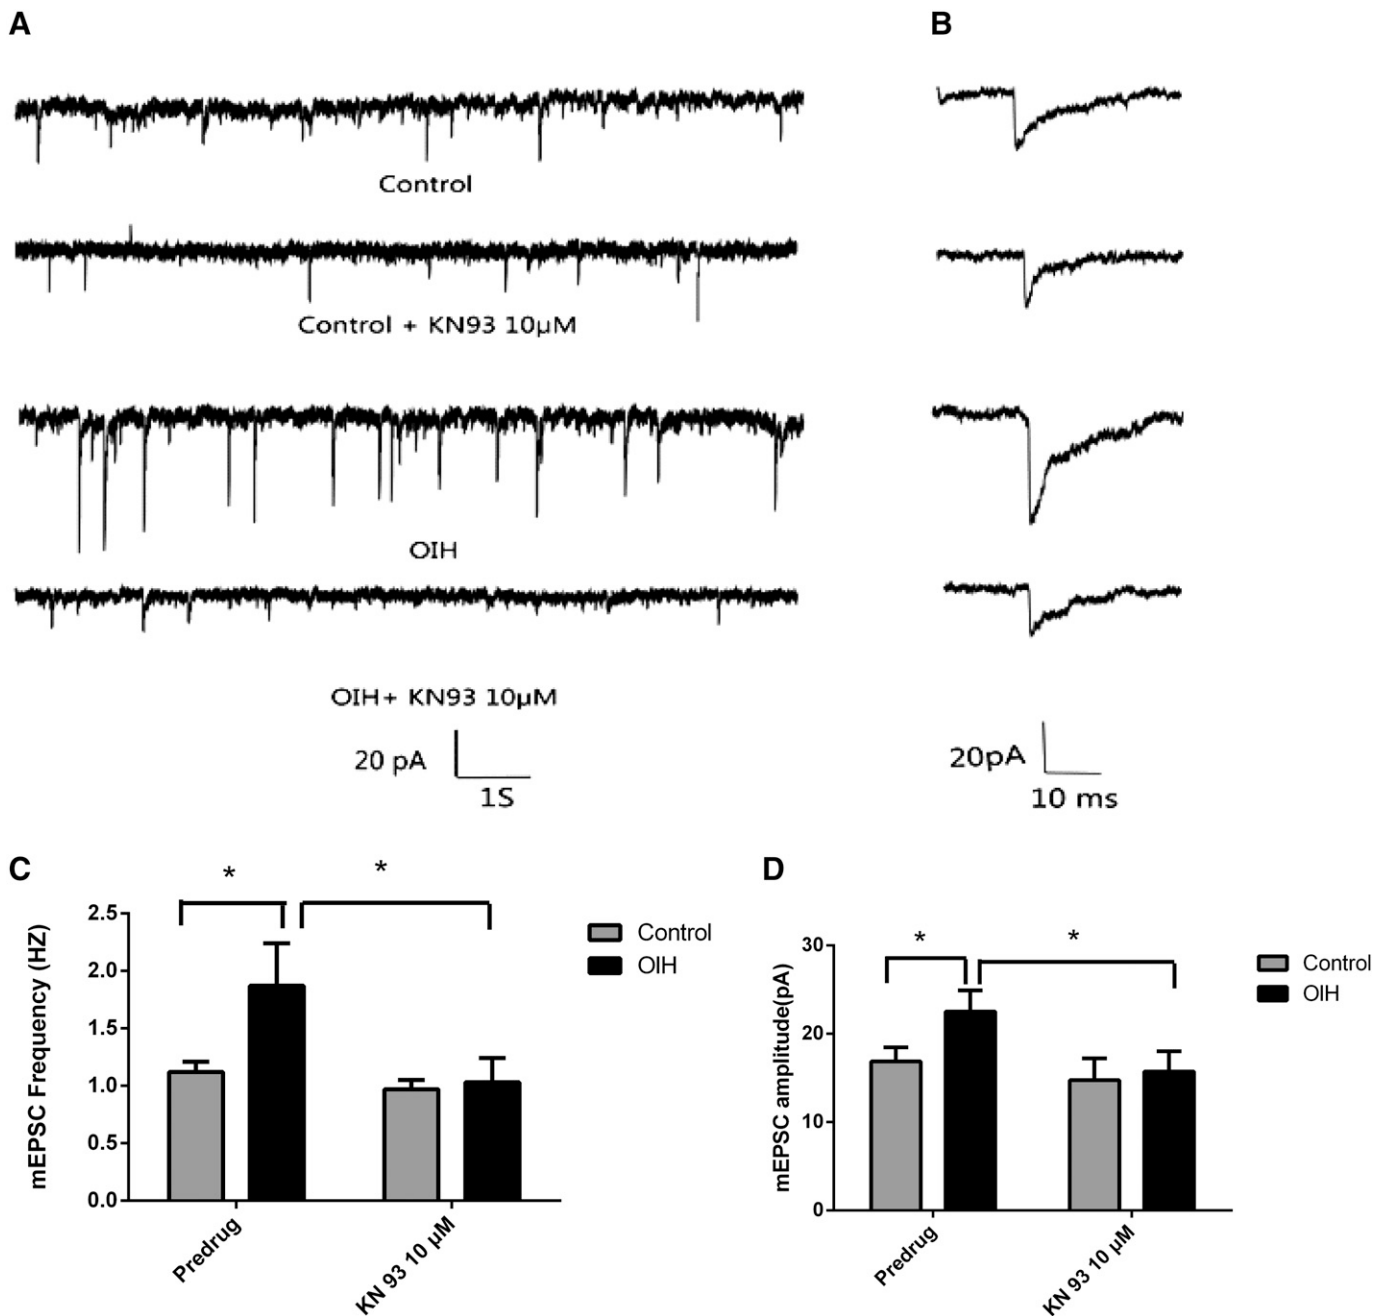 A
B
Control
Control + KN93 10µM
OIH
OIH+ KN93 10µM
20 pA
1S
20pA
10 ms
C
*
*
mEPSC Frequency (HZ)
2.5
2.0
1.5
1.0
0.5
0.0
Predrug
KN 93 10 µM
Control
OIH
D
*
*
mEPSC amplitude(pA)
30
20
10
0
Predrug
KN 93 10 µM
Control
OIH